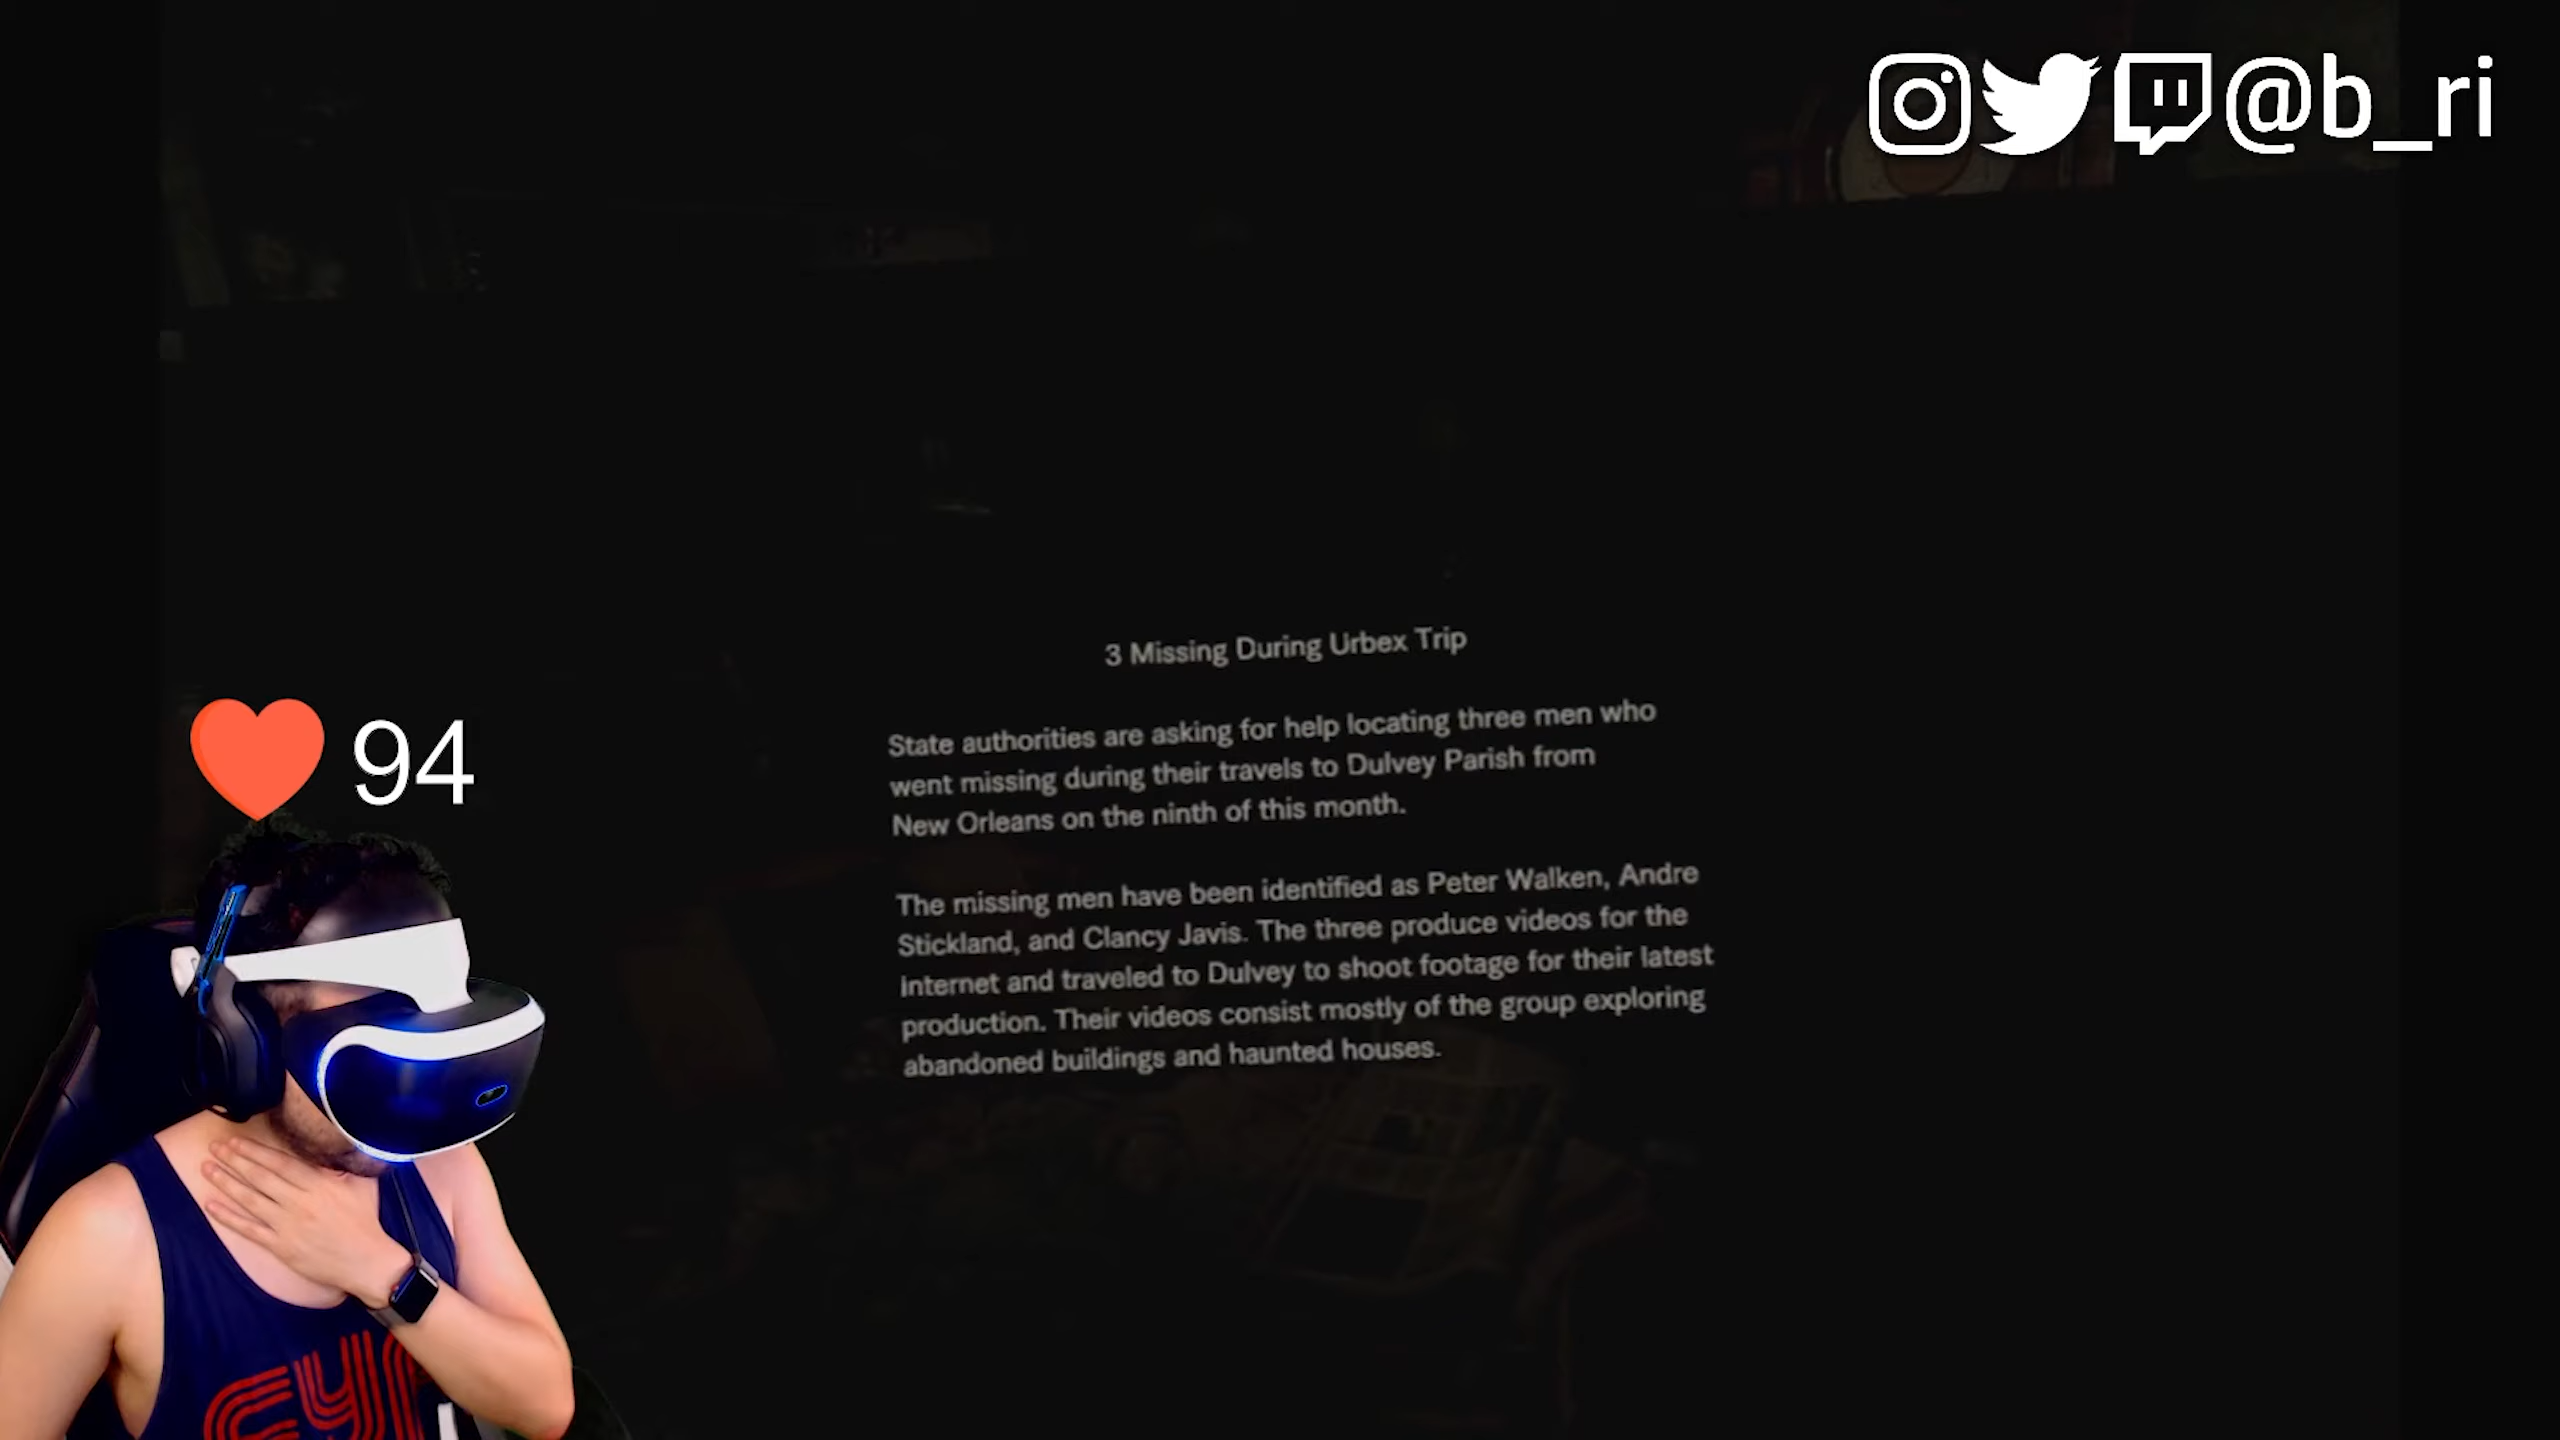 @b_ri
3 Missing During Urbex Trip
State authorities are asking for help locating three men who
went missing during their travels to Dulvey Parish from
New Orleans on the ninth of this month.
The missing men have been identified as Peter Walken, Andre
Stickland, and Clancy Javis. The three produce videos for the
internet and traveled to Dulvey to shoot footage for their latest
production. Their videos consist mostly of the group exploring
abandoned buildings and haunted houses.
94